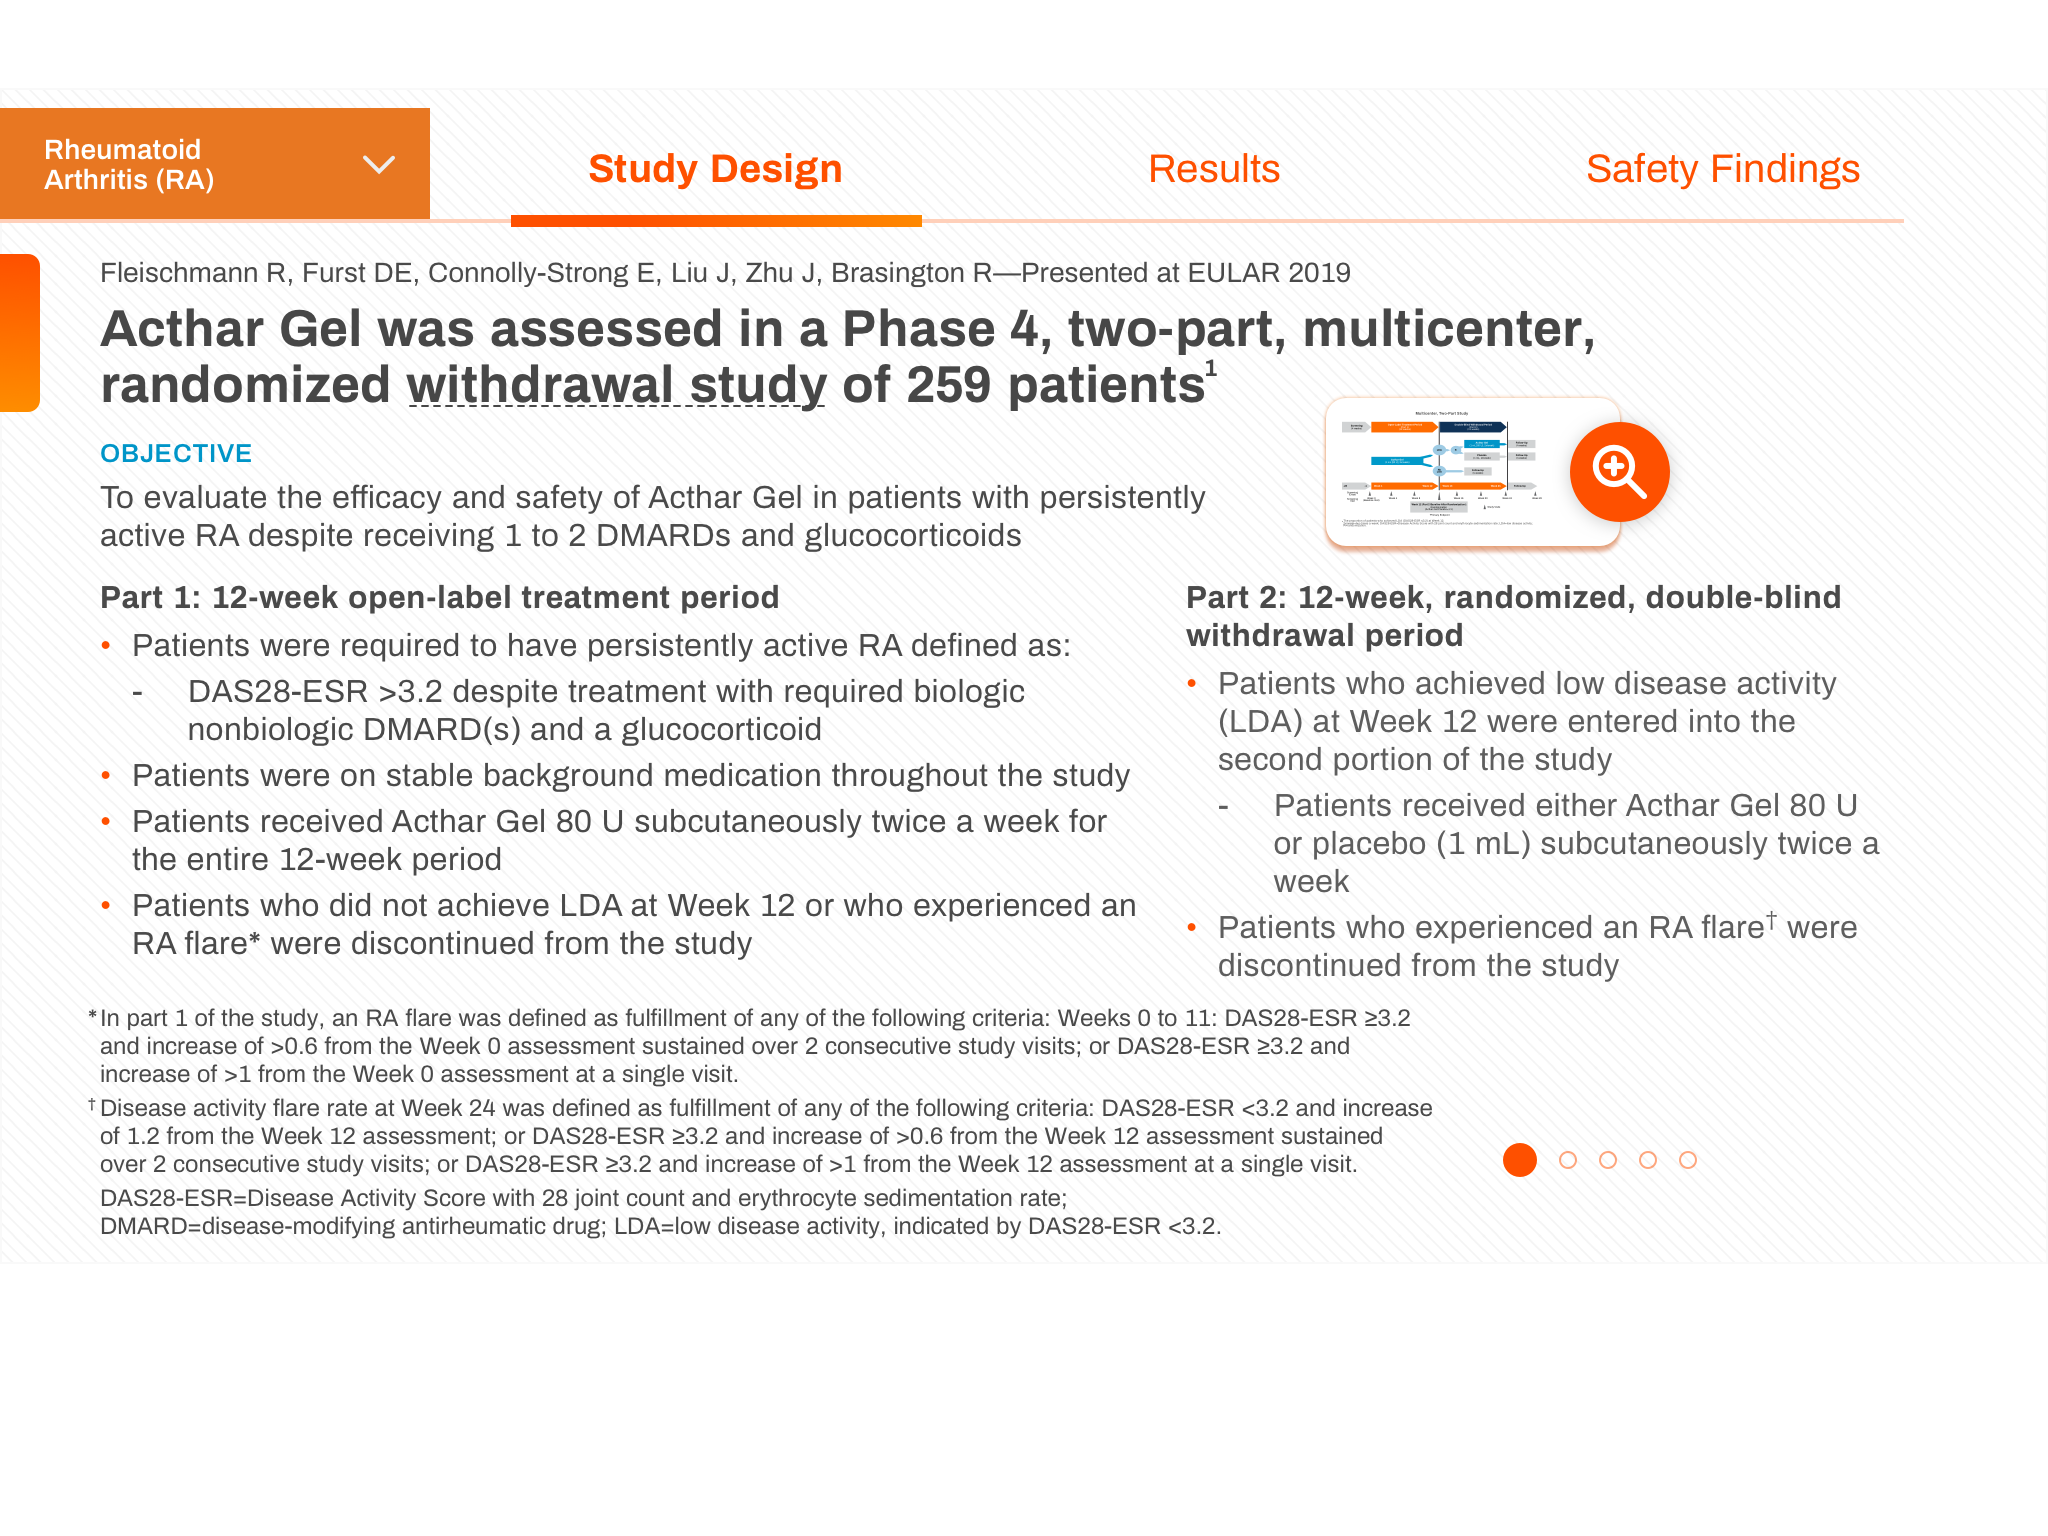 Rheumatoid
Arthritis (RA)
Study Design
Results
Safety Findings
Fleischmann R, Furst DE, Connolly-Strong E, Liu J, Zhu J, Brasington R—Presented at EULAR 2019
Acthar Gel was assessed in a Phase 4, two-part, multicenter,
randomized withdrawal study of 259 patients¹
Multicenter, Two-Part Study
OBJECTIVE
To evaluate the efficacy and safety of Acthar Gel in patients with persistently
active RA despite receiving 1 to 2 DMARDs and glucocorticoids
Part 1: 12-week open-label treatment period
• Patients were required to have persistently active RA defined as:
- DAS28-ESR >3.2 despite treatment with required biologic
nonbiologic DMARD(s) and a glucocorticoid
• Patients were on stable background medication throughout the study
• Patients received Acthar Gel 80 U subcutaneously twice a week for
the entire 12-week period
• Patients who did not achieve LDA at Week 12 or who experienced an
RA flare* were discontinued from the study
Part 2: 12-week, randomized, double-blind
withdrawal period
• Patients who achieved low disease activity
(LDA) at Week 12 were entered into the
second portion of the study
- Patients received either Acthar Gel 80 U
or placebo (1 mL) subcutaneously twice a
week
• Patients who experienced an RA flare† were
discontinued from the study
*In part 1 of the study, an RA flare was defined as fulfillment of any of the following criteria: Weeks 0 to 11: DAS28-ESR ≥3.2
and increase of >0.6 from the Week 0 assessment sustained over 2 consecutive study visits; or DAS28-ESR ≥3.2 and
increase of >1 from the Week 0 assessment at a single visit.
†Disease activity flare rate at Week 24 was defined as fulfillment of any of the following criteria: DAS28-ESR <3.2 and increase
of 1.2 from the Week 12 assessment; or DAS28-ESR ≥3.2 and increase of >0.6 from the Week 12 assessment sustained
over 2 consecutive study visits; or DAS28-ESR ≥3.2 and increase of >1 from the Week 12 assessment at a single visit.
DAS28-ESR=Disease Activity Score with 28 joint count and erythrocyte sedimentation rate;
DMARD=disease-modifying antirheumatic drug; LDA=low disease activity, indicated by DAS28-ESR <3.2.